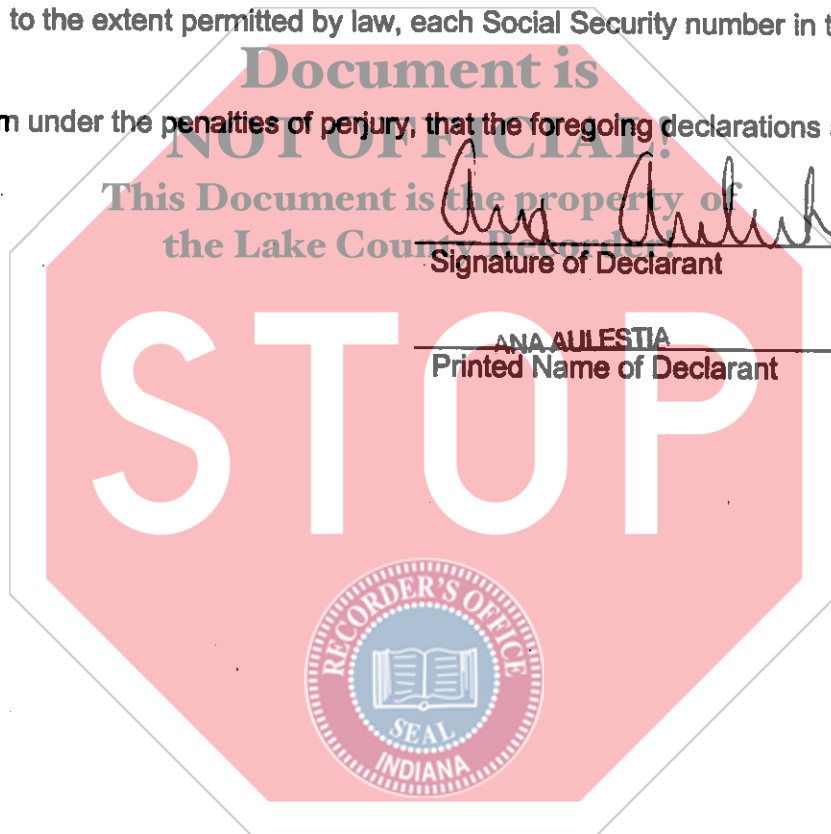 to the extent permitted by law, each Social Security number in t
Document is
n under the penalties of perjury, that the foregoing declarations
NOT OFFICIAL!
This Document is the property of
the Lake County Recorder!
Ana
Signature of Declarant
ANA AULESTIA
Printed Name of Declarant
STOP
RECORDER'S OFFICE
SEAL
INDIANA